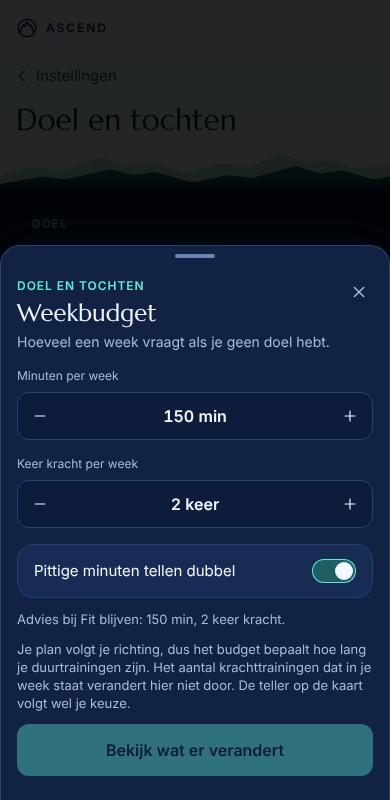 ASCEND
Instellingen
Doel en tochten
DOEL
DOEL EN TOCHTEN
Weekbudget
Hoeveel een week vraagt als je geen doel hebt.
Minuten per week
− 150 min +
Keer kracht per week
− 2 keer +
Pittige minuten tellen dubbel
Advies bij Fit blijven: 150 min, 2 keer kracht.
Je plan volgt je richting, dus het budget bepaalt hoe lang
je duurtrainingen zijn. Het aantal krachttrainingen dat in je
week staat verandert hier niet door. De teller op de kaart
volgt wel je keuze.
Bekijk wat er verandert